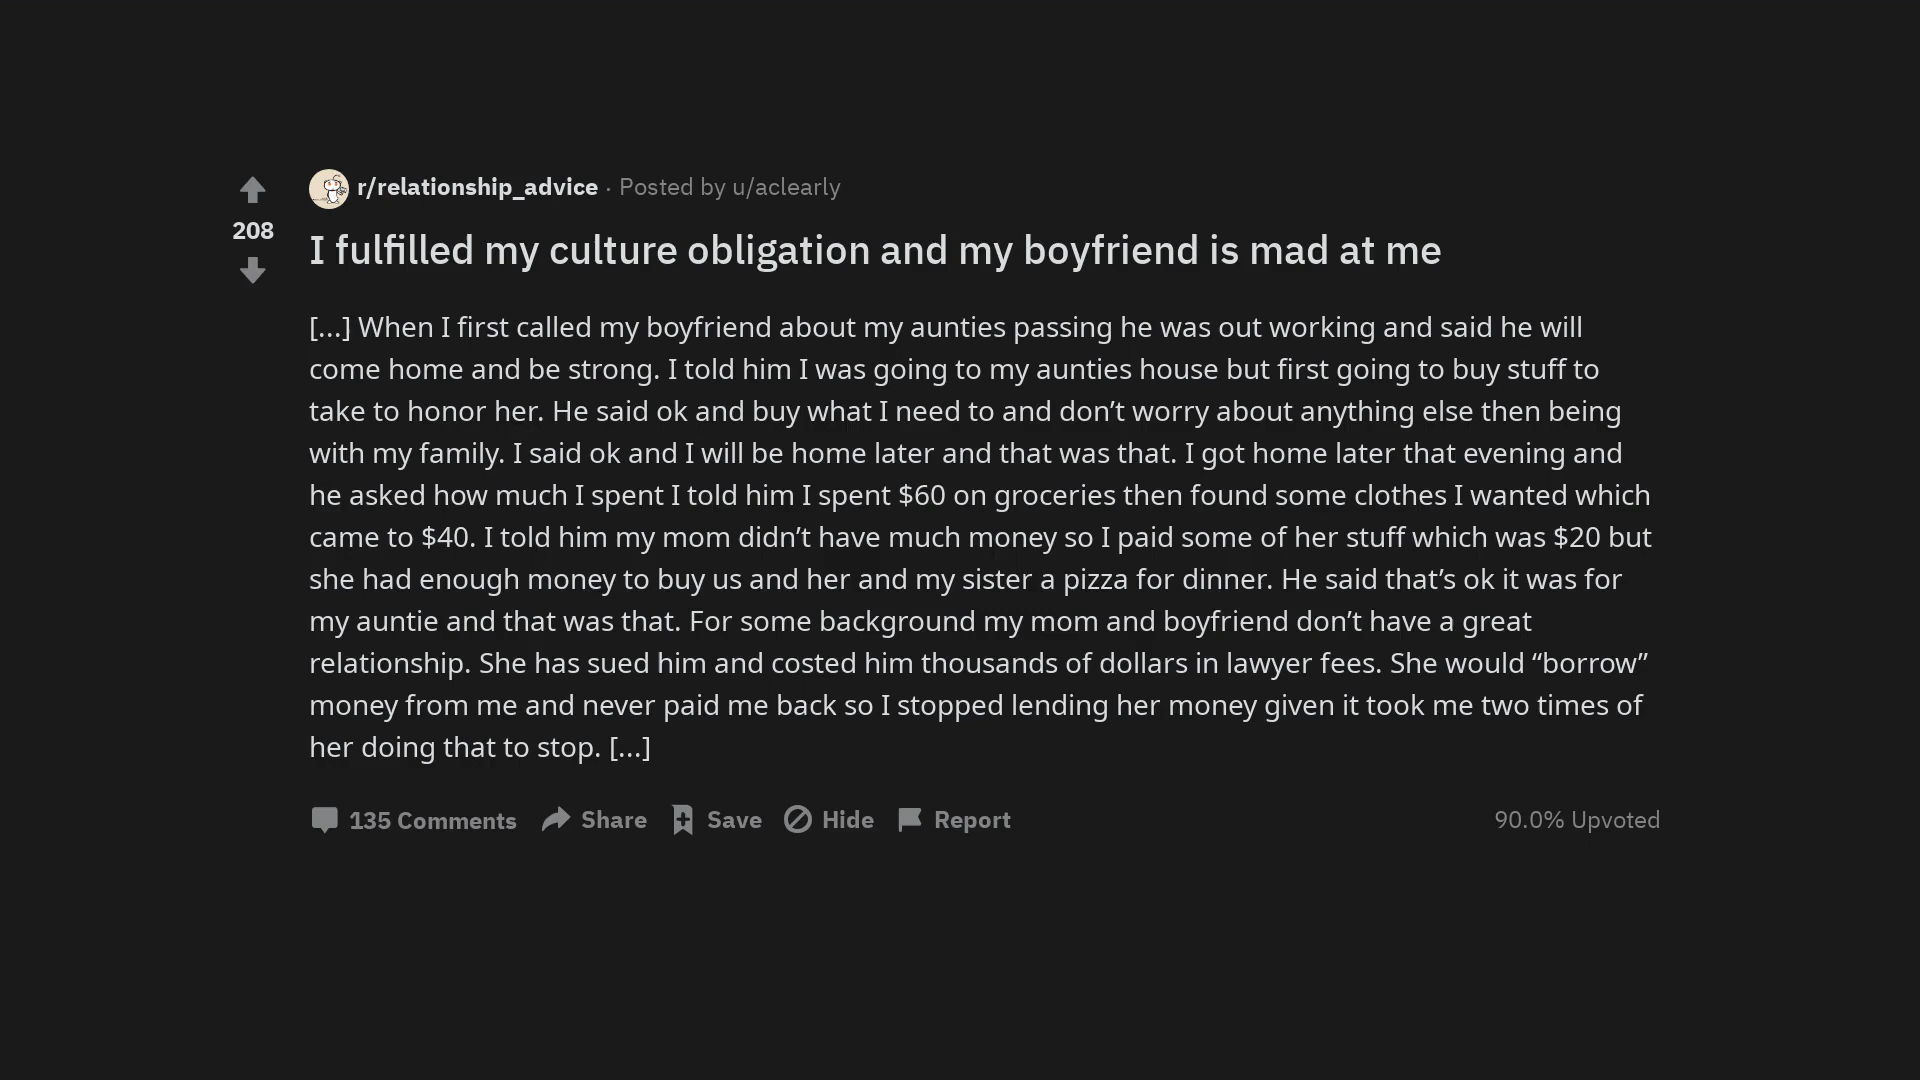 r/relationship_advice · Posted by u/aclearly
208
I fulfilled my culture obligation and my boyfriend is mad at me
[...] When I first called my boyfriend about my aunties passing he was out working and said he will
come home and be strong. I told him I was going to my aunties house but first going to buy stuff to
take to honor her. He said ok and buy what I need to and don’t worry about anything else then being
with my family. I said ok and I will be home later and that was that. I got home later that evening and
he asked how much I spent I told him I spent $60 on groceries then found some clothes I wanted which
came to $40. I told him my mom didn’t have much money so I paid some of her stuff which was $20 but
she had enough money to buy us and her and my sister a pizza for dinner. He said that’s ok it was for
my auntie and that was that. For some background my mom and boyfriend don’t have a great
relationship. She has sued him and costed him thousands of dollars in lawyer fees. She would “borrow”
money from me and never paid me back so I stopped lending her money given it took me two times of
her doing that to stop. [...]
135 Comments Share Save Hide Report 90.0% Upvoted